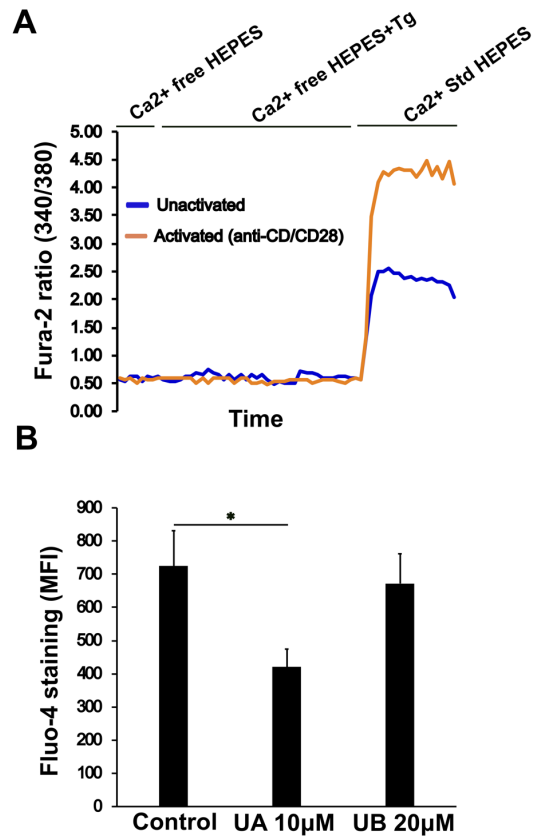 A
Ca2+ free HEPES
Ca2+ free HEPES+Tg
Ca2+ Std HEPES
Fura-2 ratio (340/380)
5.00
4.50
4.00
3.50
3.00
2.50
2.00
1.50
1.00
0.50
0.00
Unactivated
Activated (anti-CD/CD28)
Time
B
Fluo-4 staining (MFI)
900
800
700
600
500
400
300
200
100
0
*
Control
UA 10µM
UB 20µM